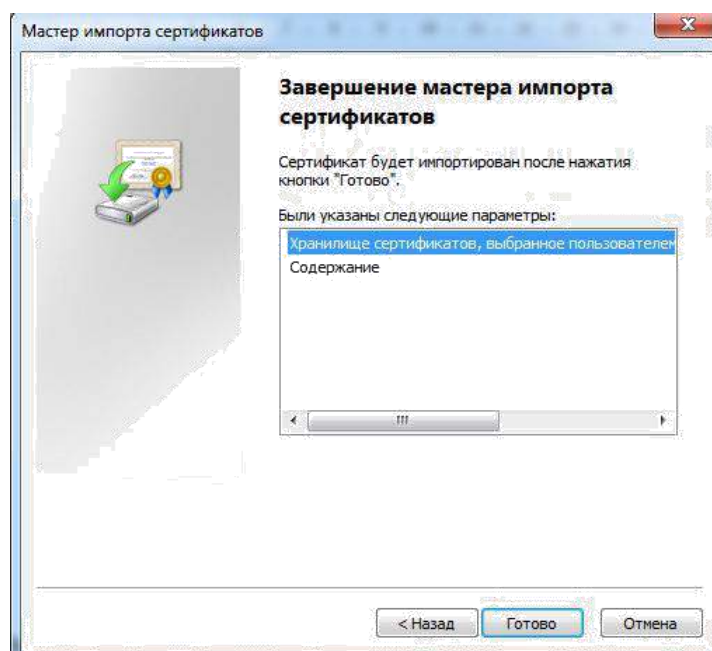 Мастер импорта сертификатов
Завершение мастера импорта
сертификатов
Сертификат будет импортирован после нажатия
кнопки "Готово".
Были указаны следующие параметры:
Хранилище сертификатов, выбранное пользователем
Содержание
< Назад
Готово
Отмена